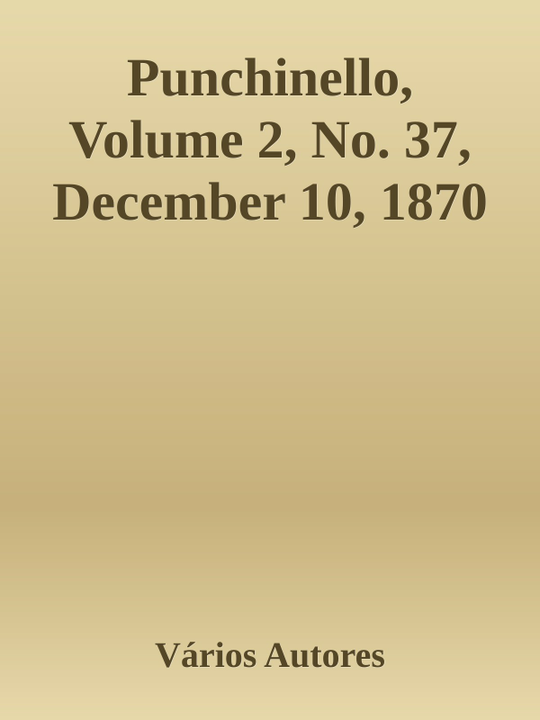 Punchinello,
Volume 2, No. 37,
December 10, 1870
Vários Autores